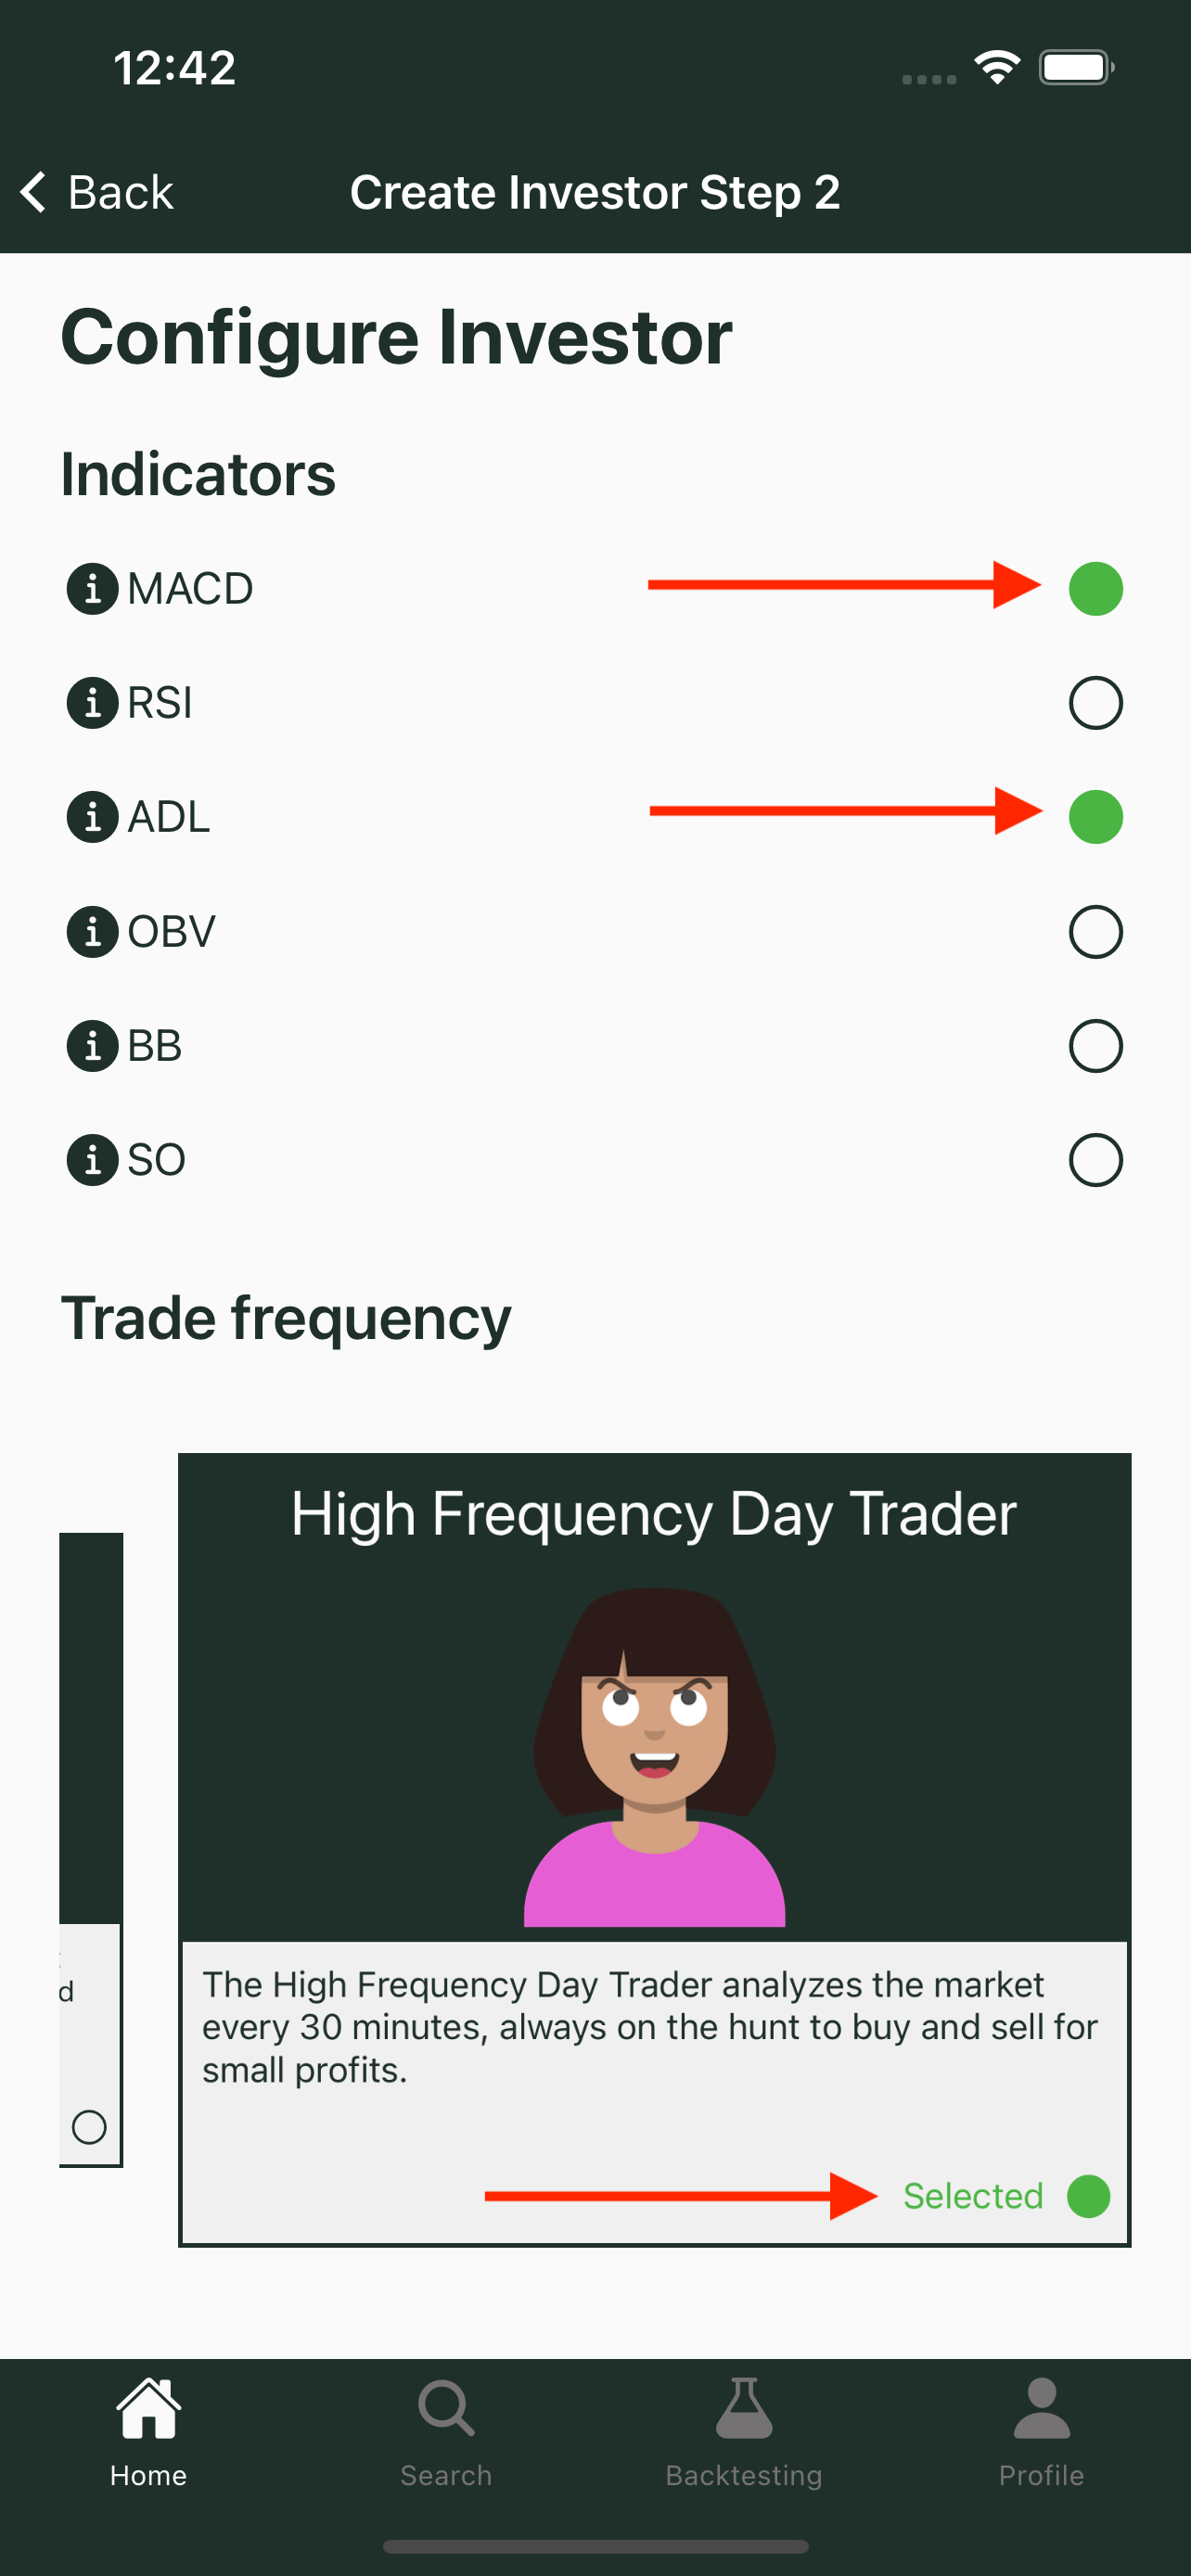 12:42
Back
Create Investor Step 2
Configure Investor
Indicators
MACD
RSI
ADL
OBV
BB
SO
Trade frequency
High Frequency Day Trader
d
The High Frequency Day Trader analyzes the market
every 30 minutes, always on the hunt to buy and sell for
small profits.
Selected
Home
Search
Backtesting
Profile